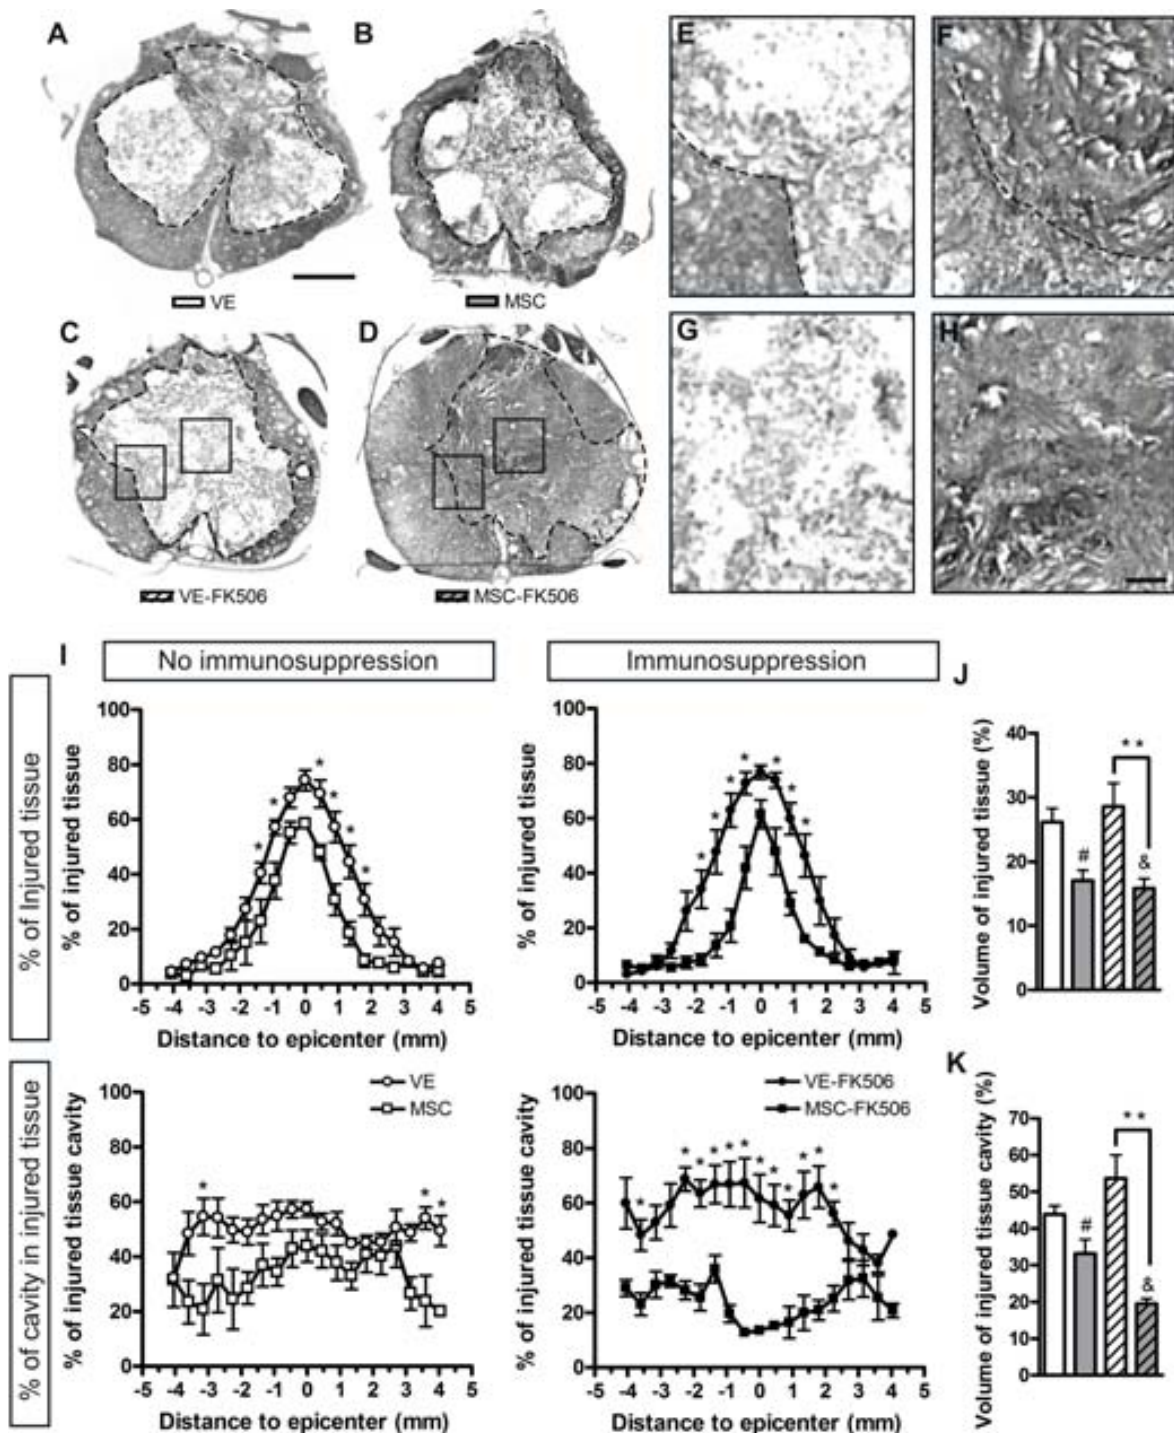 A B E F
VE MSC
C D G H
VE-FK506 MSC-FK506
I No immunosuppression Immunosuppression J
% of Injured tissue
% of injured tissue
100
80
60
40
20
0
-5 -4 -3 -2 -1 0 1 2 3 4 5
Distance to epicenter (mm)
* * * * * *
% of injured tissue
100
80
60
40
20
0
-5 -4 -3 -2 -1 0 1 2 3 4 5
Distance to epicenter (mm)
* * * * * * *
Volume of injured tissue (%)
40
30
20
10
0
# ** &
% of cavity in injured tissue
% of injured tissue cavity
100
80
60
40
20
0
VE
MSC
* * *
-5 -4 -3 -2 -1 0 1 2 3 4 5
Distance to epicenter (mm)
% of injured tissue cavity
100
80
60
40
20
0
VE-FK506
MSC-FK506
* * * * * * * * * * * *
-5 -4 -3 -2 -1 0 1 2 3 4 5
Distance to epicenter (mm)
K
Volume of injured tissue cavity (%)
70
60
50
40
30
20
10
0
# ** &